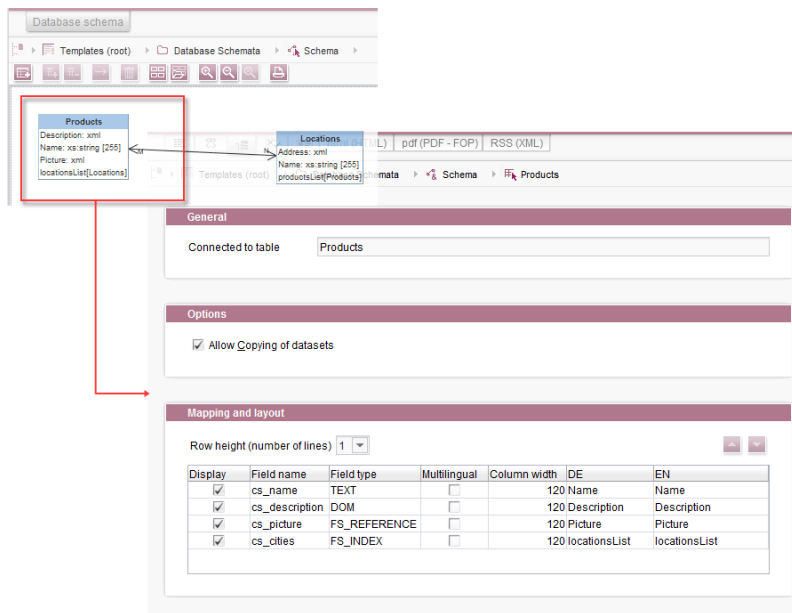 Database schema
Templates (root) Database Schemata Schema
Products
Description: xml
Name: xs:string [255]
Picture: xml
locationsList[Locations]
M
N
Locations
Address: xml
Name: xs:string [255]
productsList[Products]
(HTML) pdf (PDF - FOP) RSS (XML)
Templates (root) Schemata Schema Products
General
Connected to table Products
Options
Allow Copying of datasets
Mapping and layout
Row height (number of lines) 1
Display Field name Field type Multilingual Column width DE EN
cs_name TEXT 120 Name Name
cs_description DOM 120 Description Description
cs_picture FS_REFERENCE 120 Picture Picture
cs_cities FS_INDEX 120 locationsList locationsList